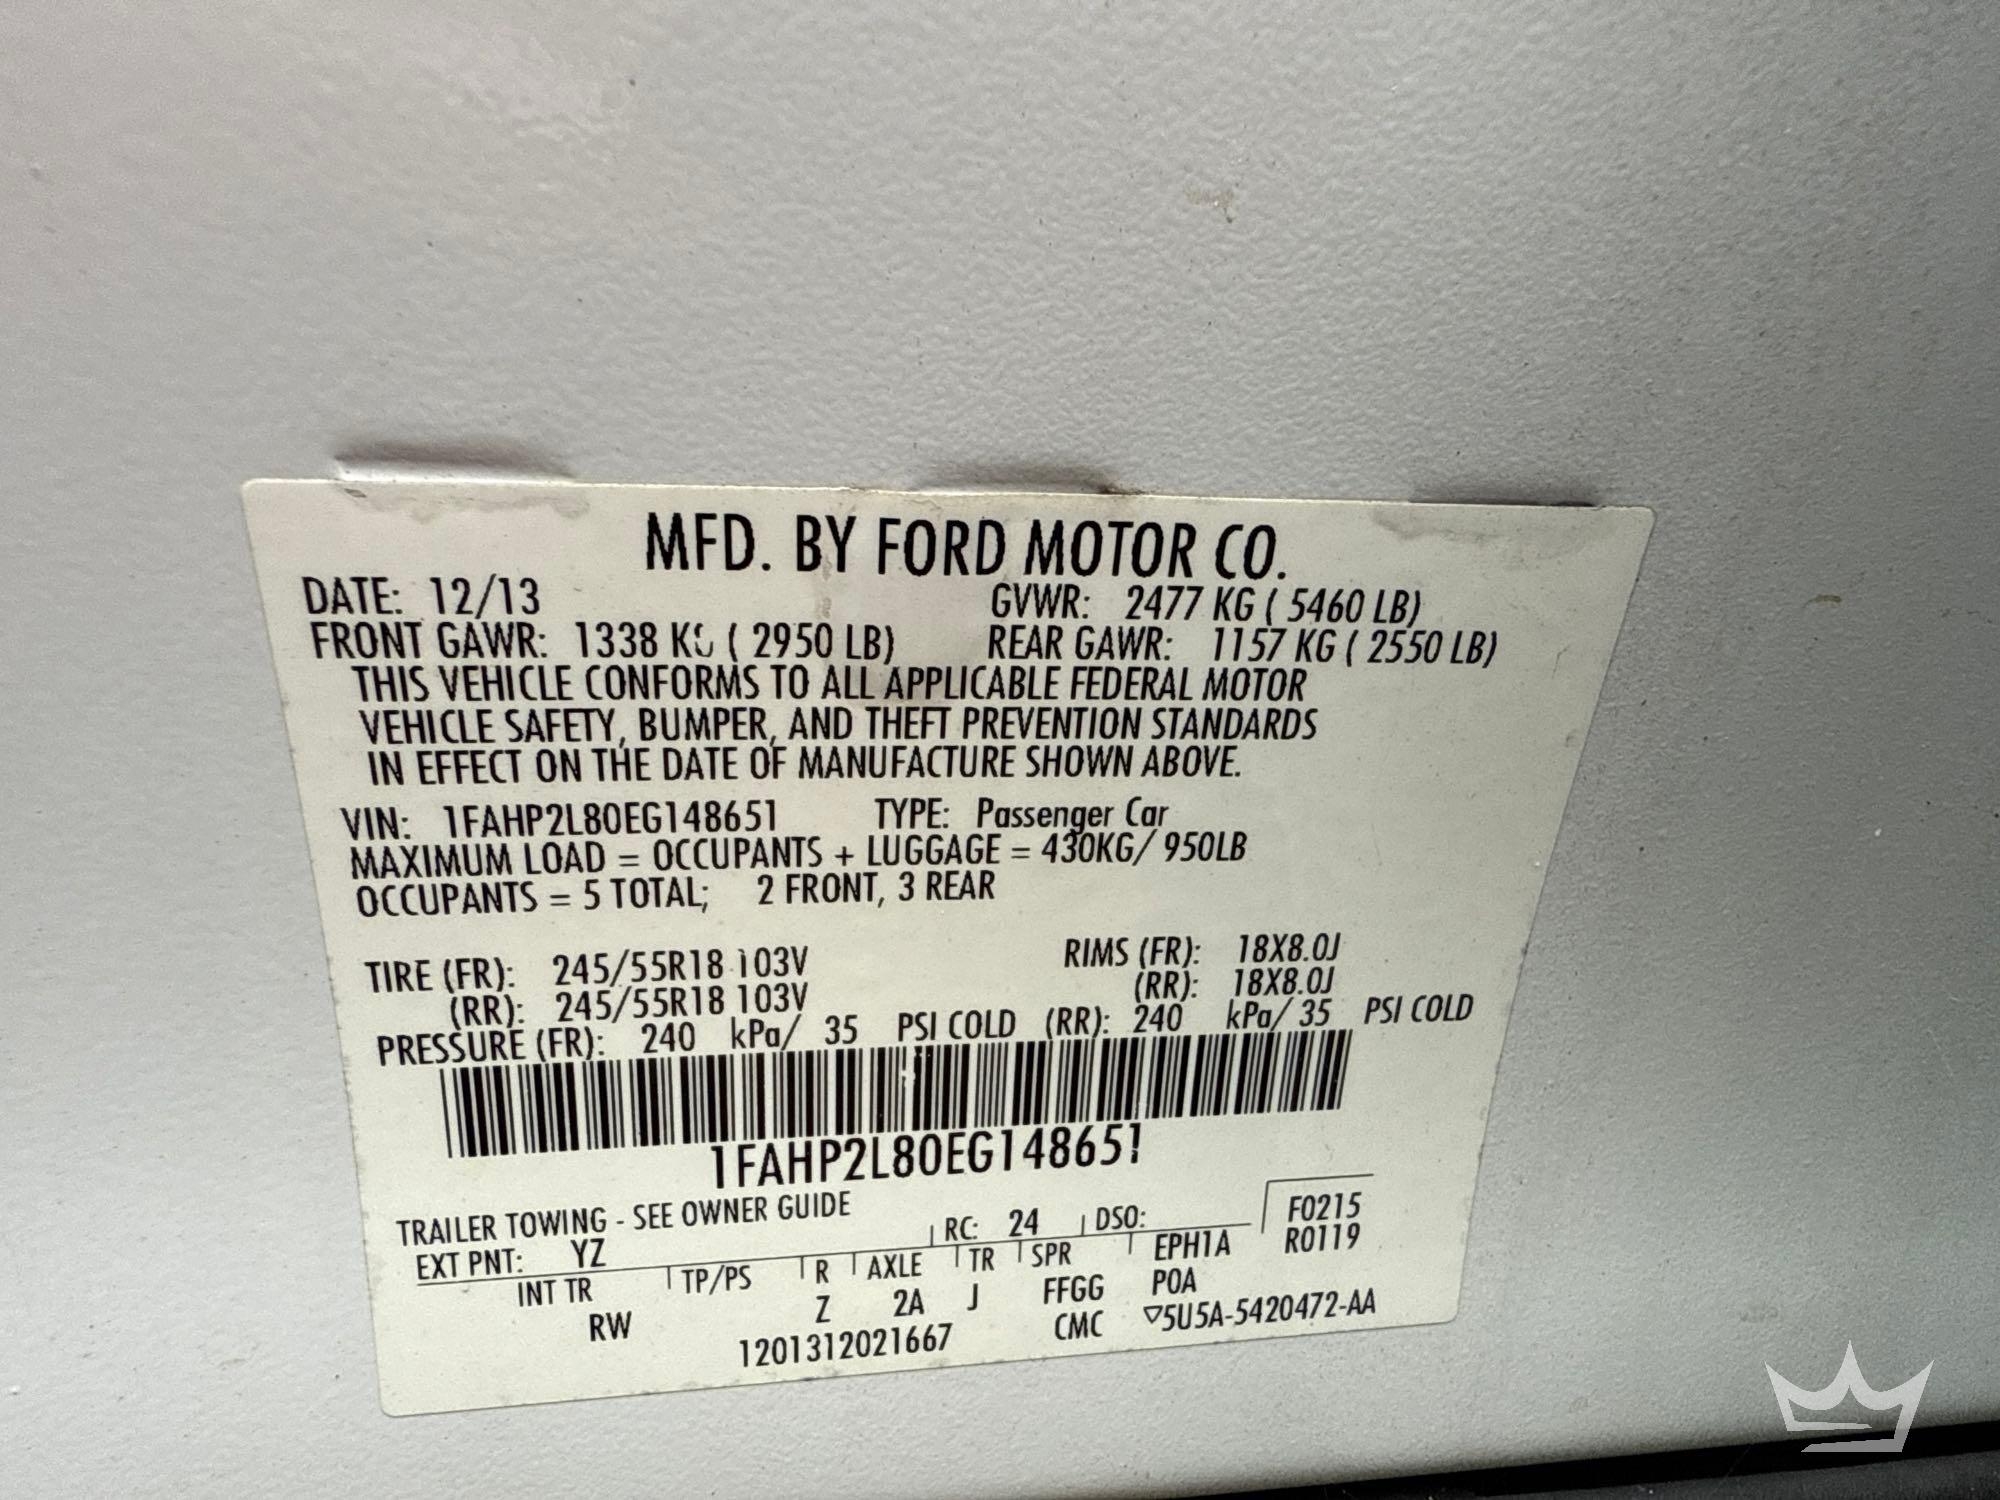 MFD. BY FORD MOTOR CO.
DATE: 12/13 GVWR: 2477 KG ( 5460 LB)
FRONT GAWR: 1338 KG ( 2950 LB) REAR GAWR: 1157 KG ( 2550 LB)
THIS VEHICLE CONFORMS TO ALL APPLICABLE FEDERAL MOTOR
VEHICLE SAFETY, BUMPER, AND THEFT PREVENTION STANDARDS
IN EFFECT ON THE DATE OF MANUFACTURE SHOWN ABOVE.
VIN: 1FAHP2L80EG148651 TYPE: Passenger Car
MAXIMUM LOAD = OCCUPANTS + LUGGAGE = 430KG/ 950LB
OCCUPANTS = 5 TOTAL; 2 FRONT, 3 REAR
TIRE (FR): 245/55R18 103V RIMS (FR): 18X8.0J
(RR): 245/55R18 103V (RR): 18X8.0J
PRESSURE (FR): 240 kPa/ 35 PSI COLD (RR): 240 kPa/ 35 PSI COLD
1FAHP2L80EG148651
TRAILER TOWING - SEE OWNER GUIDE
EXT PNT: YZ RC: 24 DSO: F0215
INT TR TP/PS R AXLE TR SPR EPH1A R0119
RW Z 2A J FFGG POA
1201312021667 CMC ▽5U5A-5420472-AA